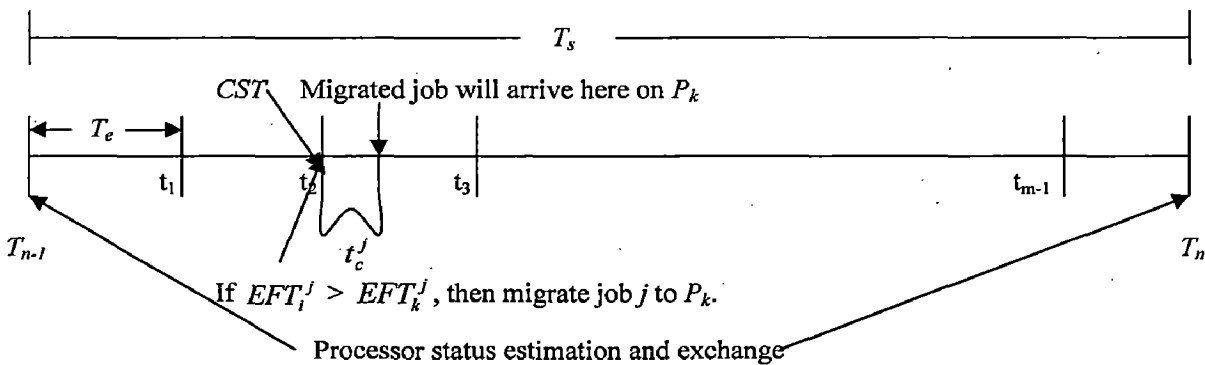 T_s
CST
Migrated job will arrive here on P_k
T_e
t_1
t_2
t_3
t_{m-1}
T_{n-1}
t_c^j
T_n
If EFT_i^j > EFT_k^j, then migrate job j to P_k.
Processor status estimation and exchange